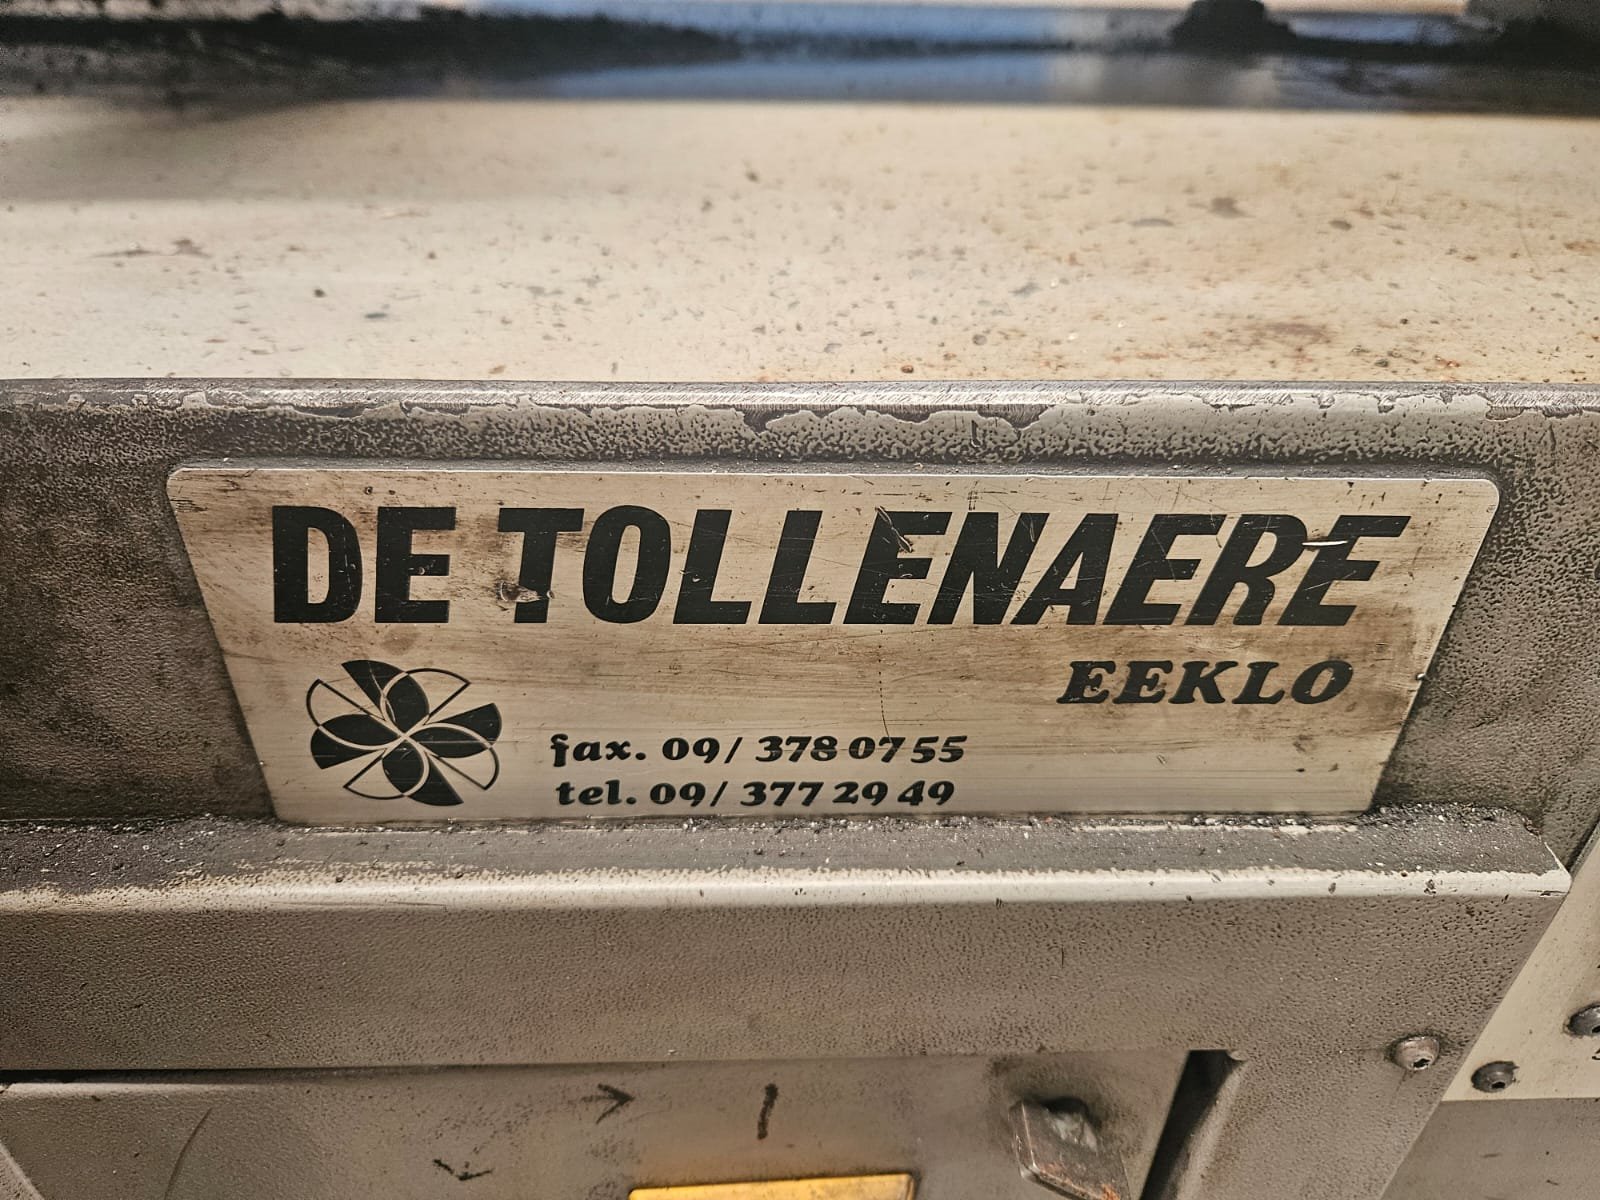 DE TOLLENAERE
EEKLO
fax. 09/ 378 07 55
tel. 09/ 377 29 49